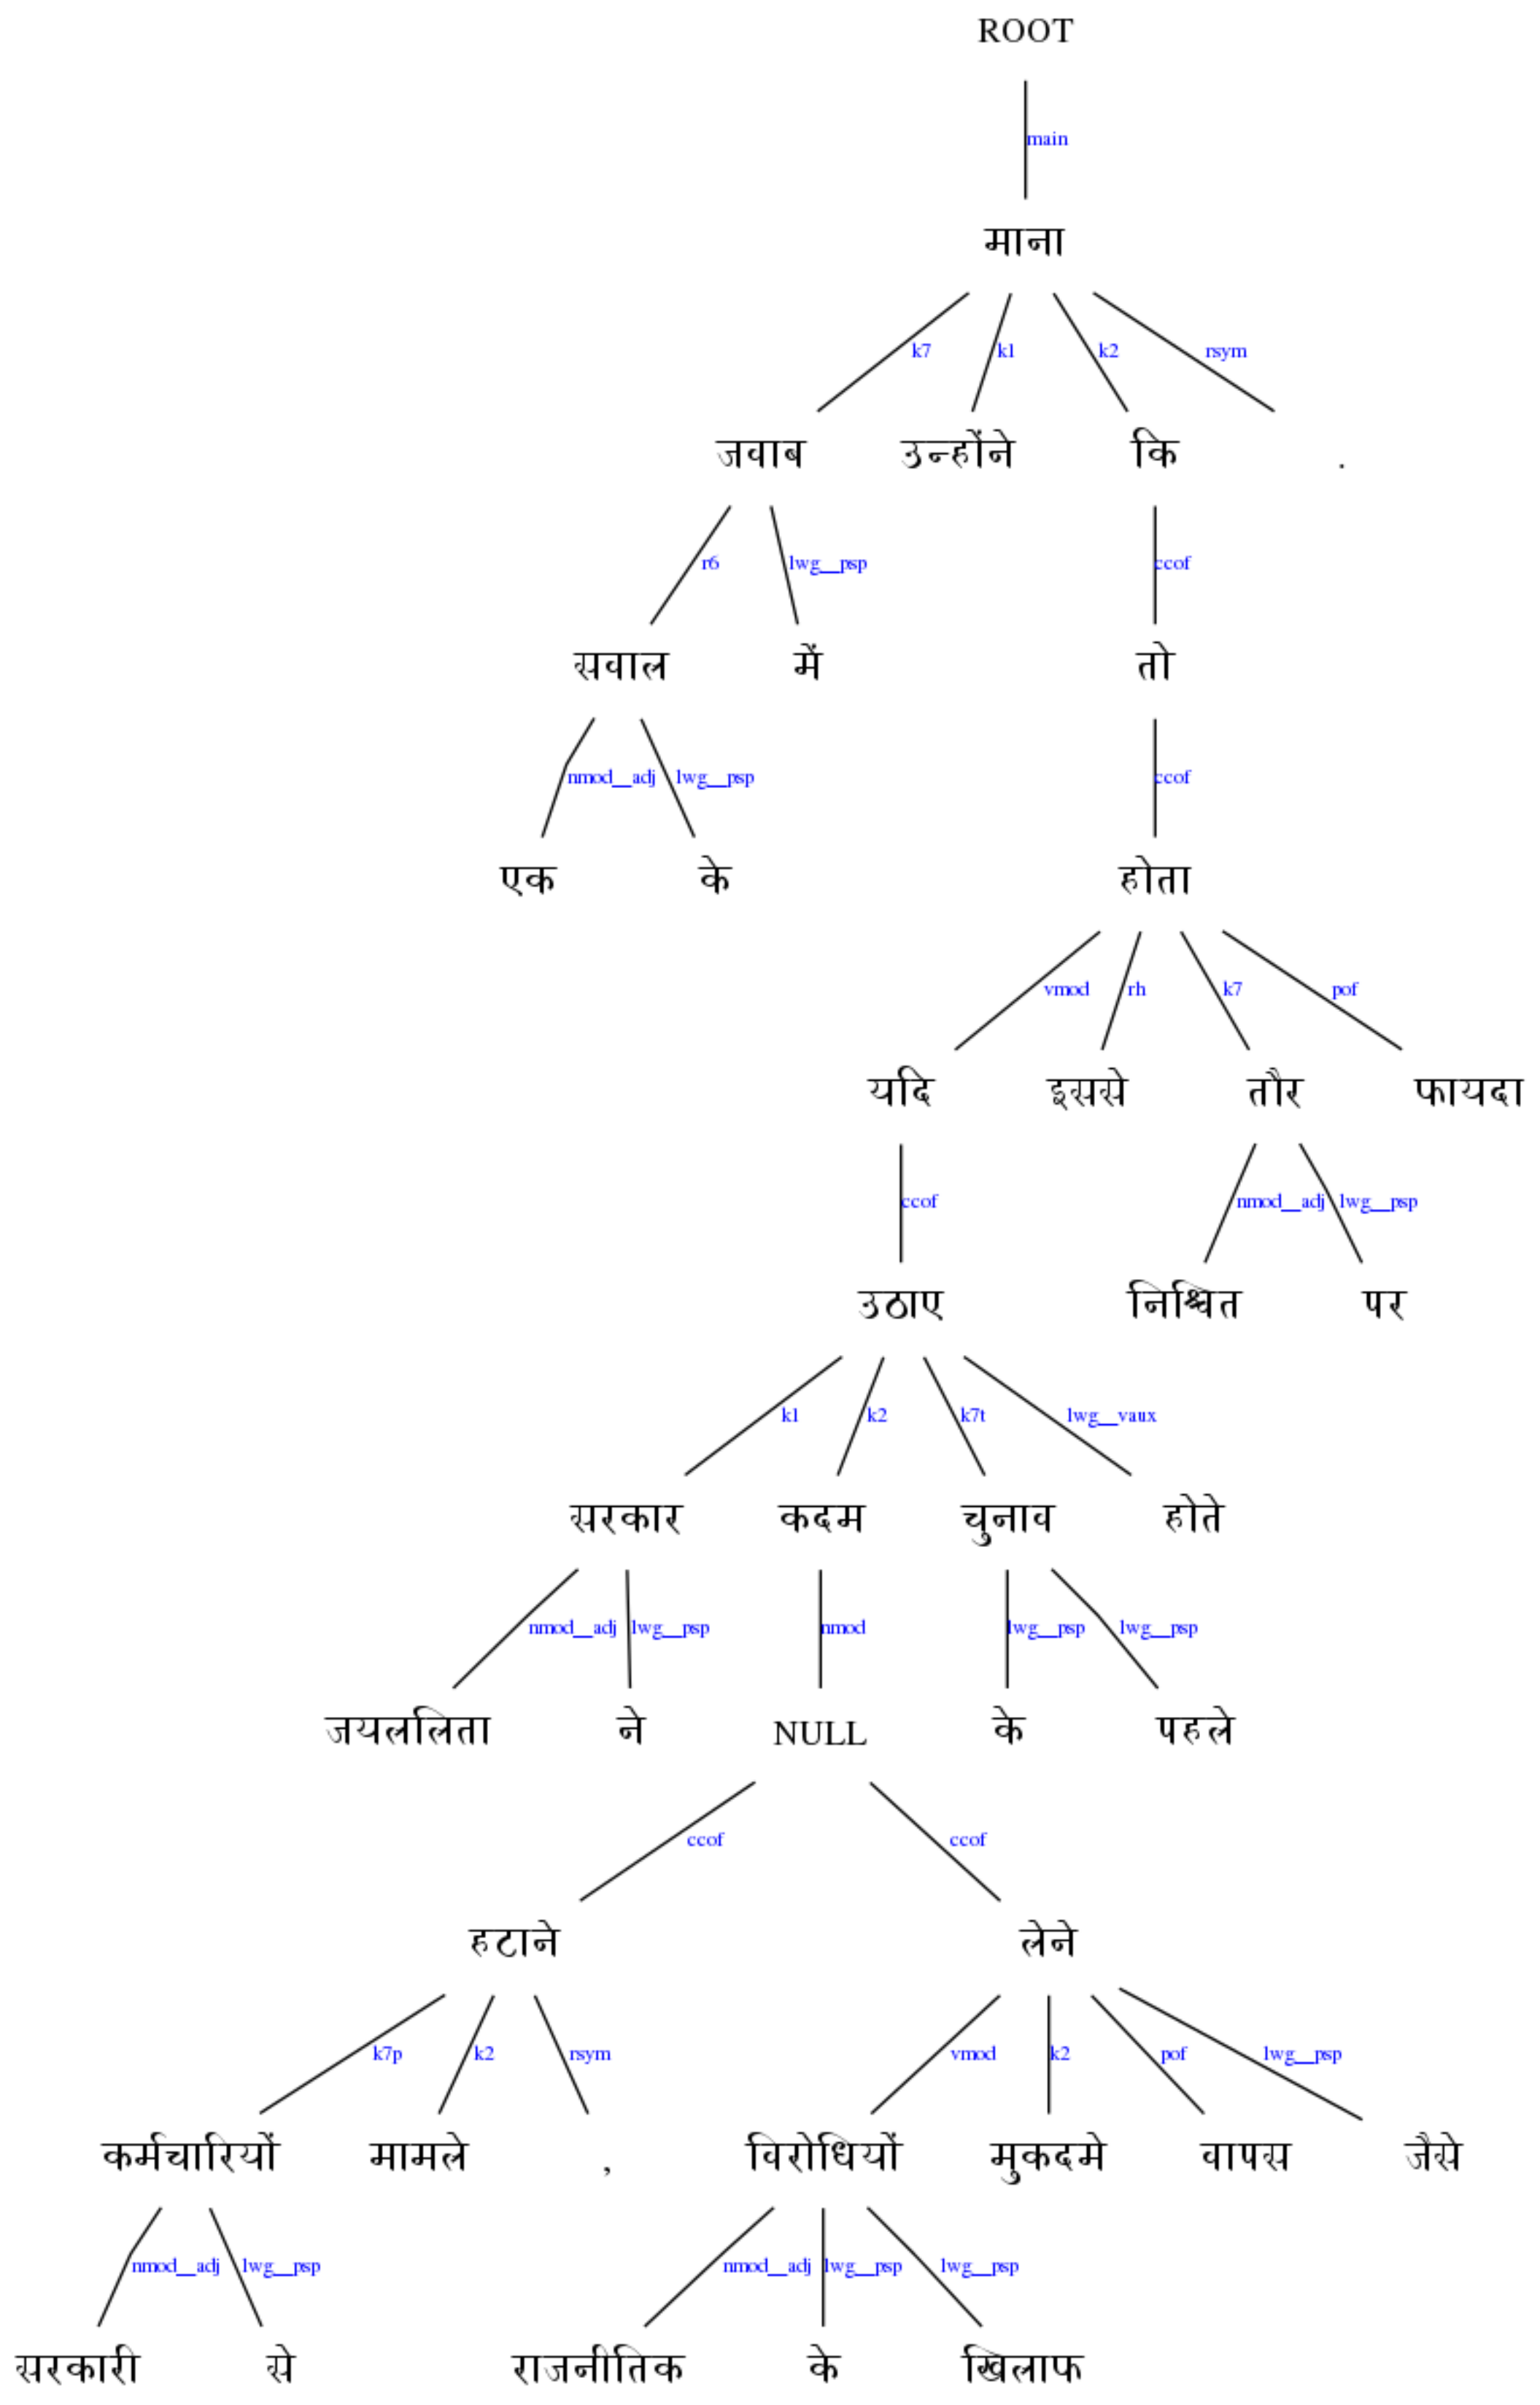 ROOT
main
माना
k7 k1 k2 rsym
जवाब उन्होंने कि .
r6 lwg__psp ccof
सवाल में तो
nmod__adj lwg__psp ccof
एक के होता
vmod rh k7 pof
यदि इससे तौर फायदा
ccof nmod__adj lwg__psp
उठाए निश्चित पर
k1 k2 k7t lwg__vaux
सरकार कदम चुनाव होते
nmod__adj lwg__psp nmod lwg__psp lwg__psp
जयललिता ने NULL के पहले
ccof ccof
हटाने लेने
k7p k2 rsym vmod k2 pof lwg__psp
कर्मचारियों मामले , विरोधियों मुकदमे वापस जैसे
nmod__adj lwg__psp nmod__adj lwg__psp lwg__psp
सरकारी से राजनीतिक के खिलाफ